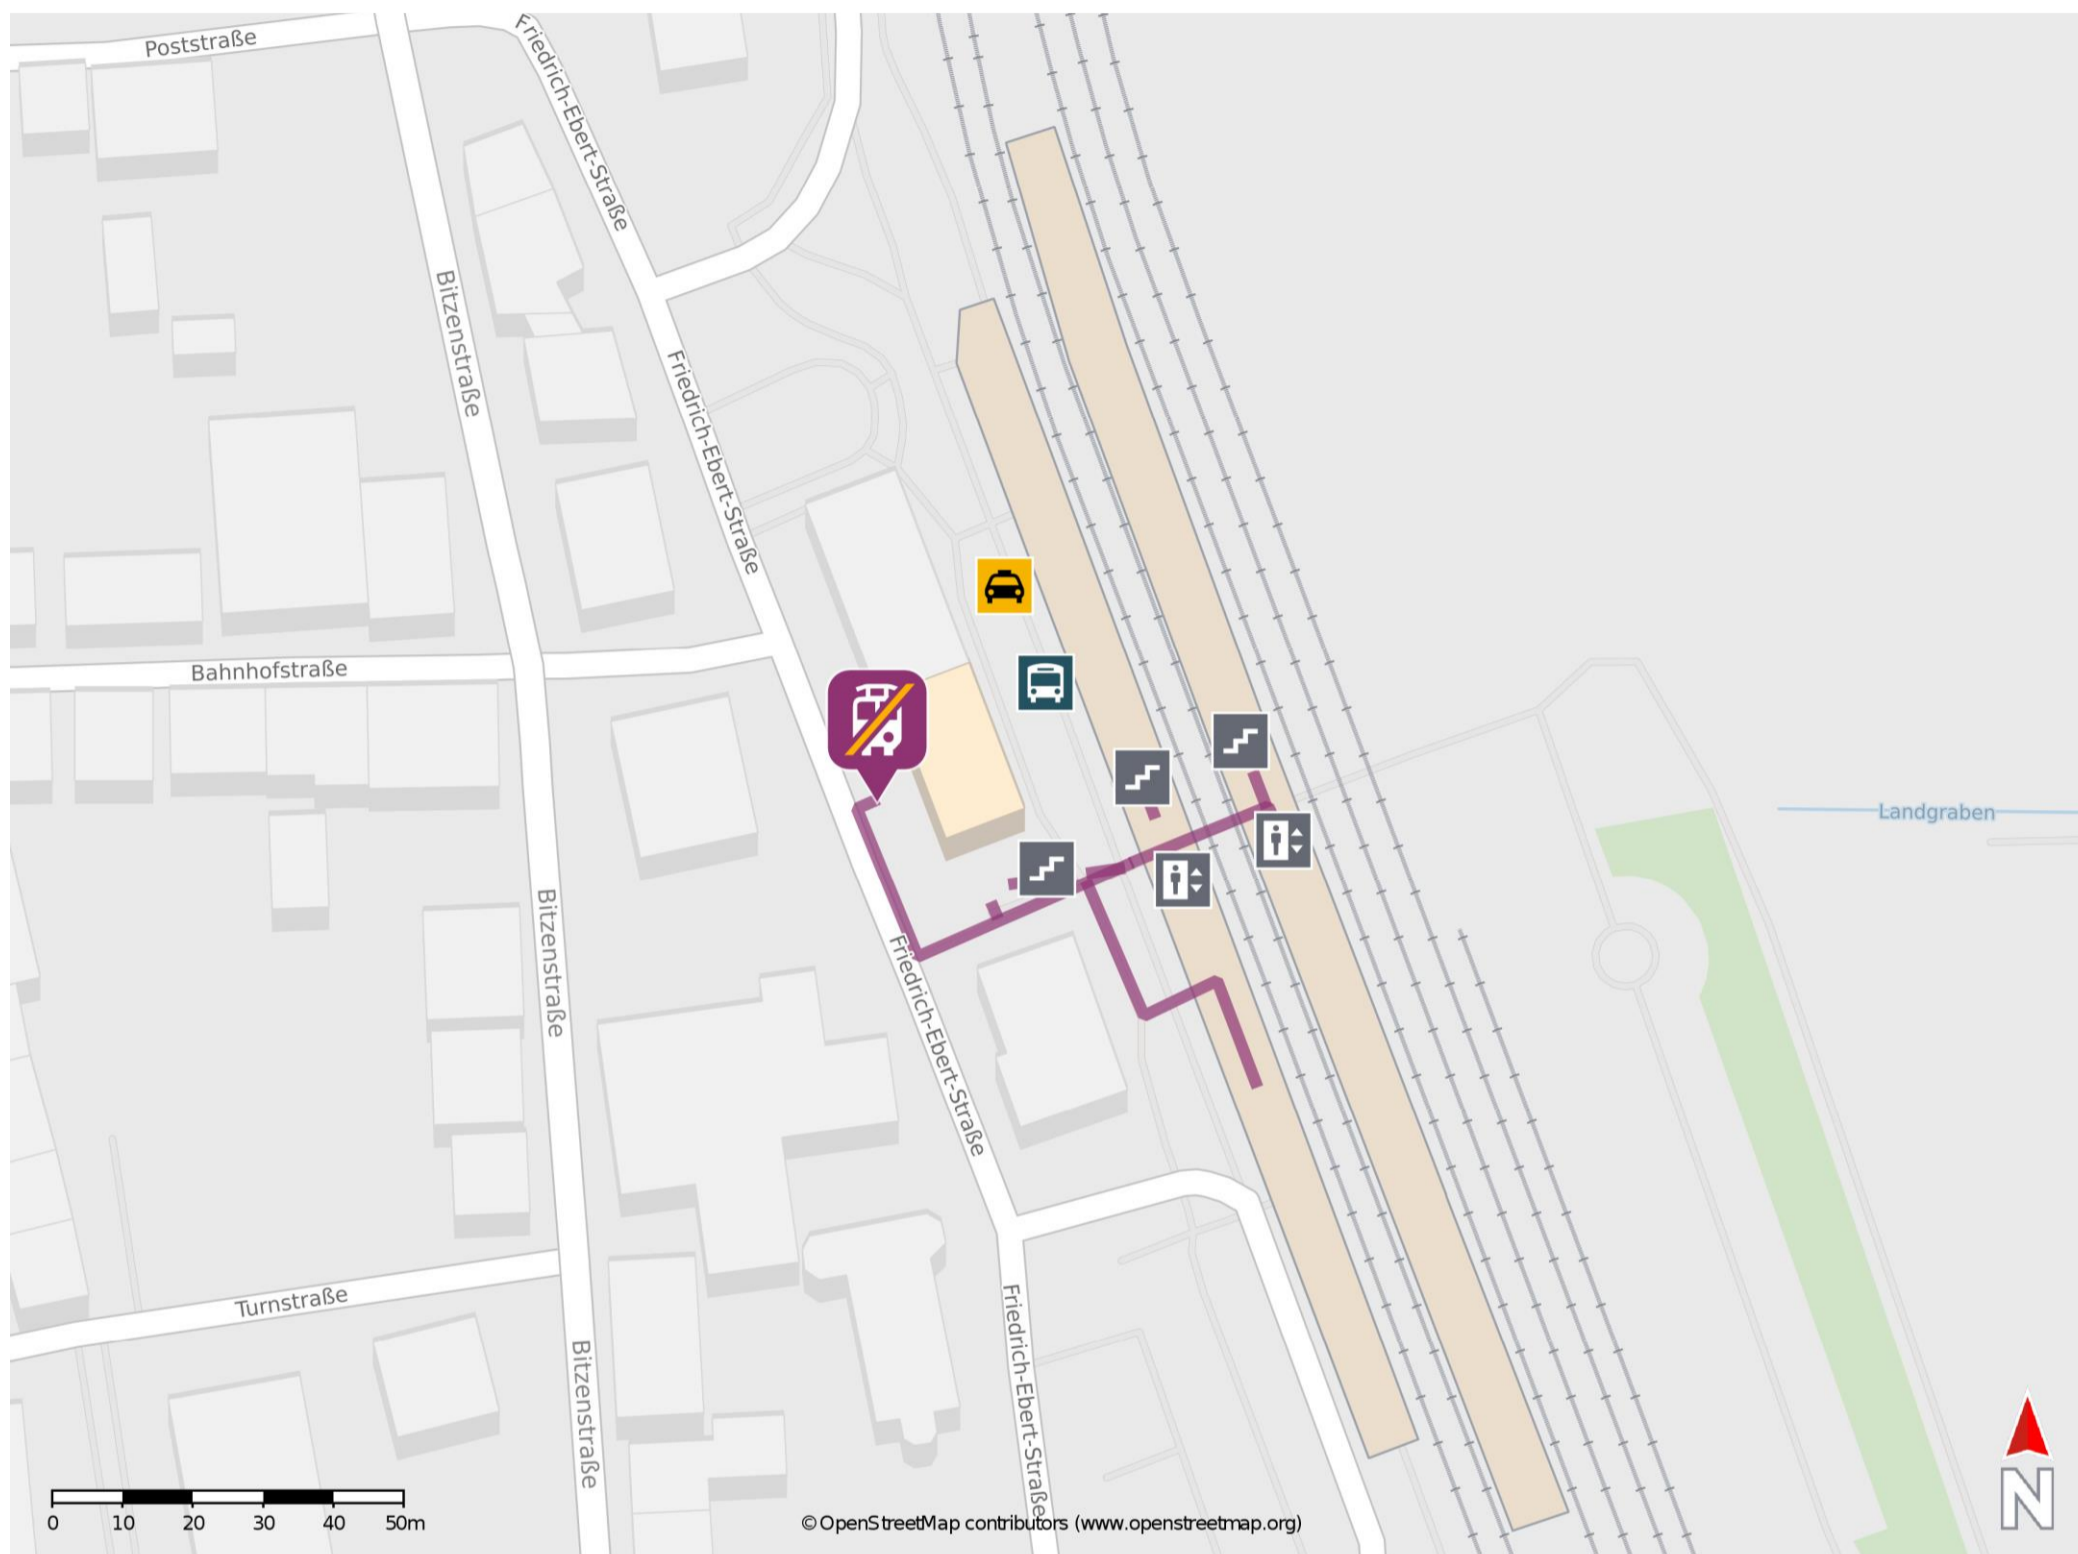 Poststraße
Friedrich-Ebert-Straße
Bitzenstraße
Friedrich-Ebert-Straße
Bahnhofstraße
Landgraben
Bitzenstraße
Friedrich-Ebert-Straße
Turnstraße
Friedrich-Ebert-Straße
Bitzenstraße
0 10 20 30 40 50m
© OpenStreetMap contributors (www.openstreetmap.org)
N